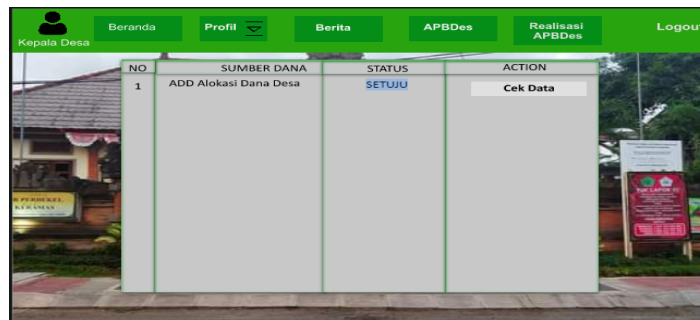 Kepala Desa
Beranda
Profil
Berita
APBDes
Realisasi
APBDes
Logou
NO SUMBER DANA STATUS ACTION
1 ADD Alokasi Dana Desa SETUJU Cek Data